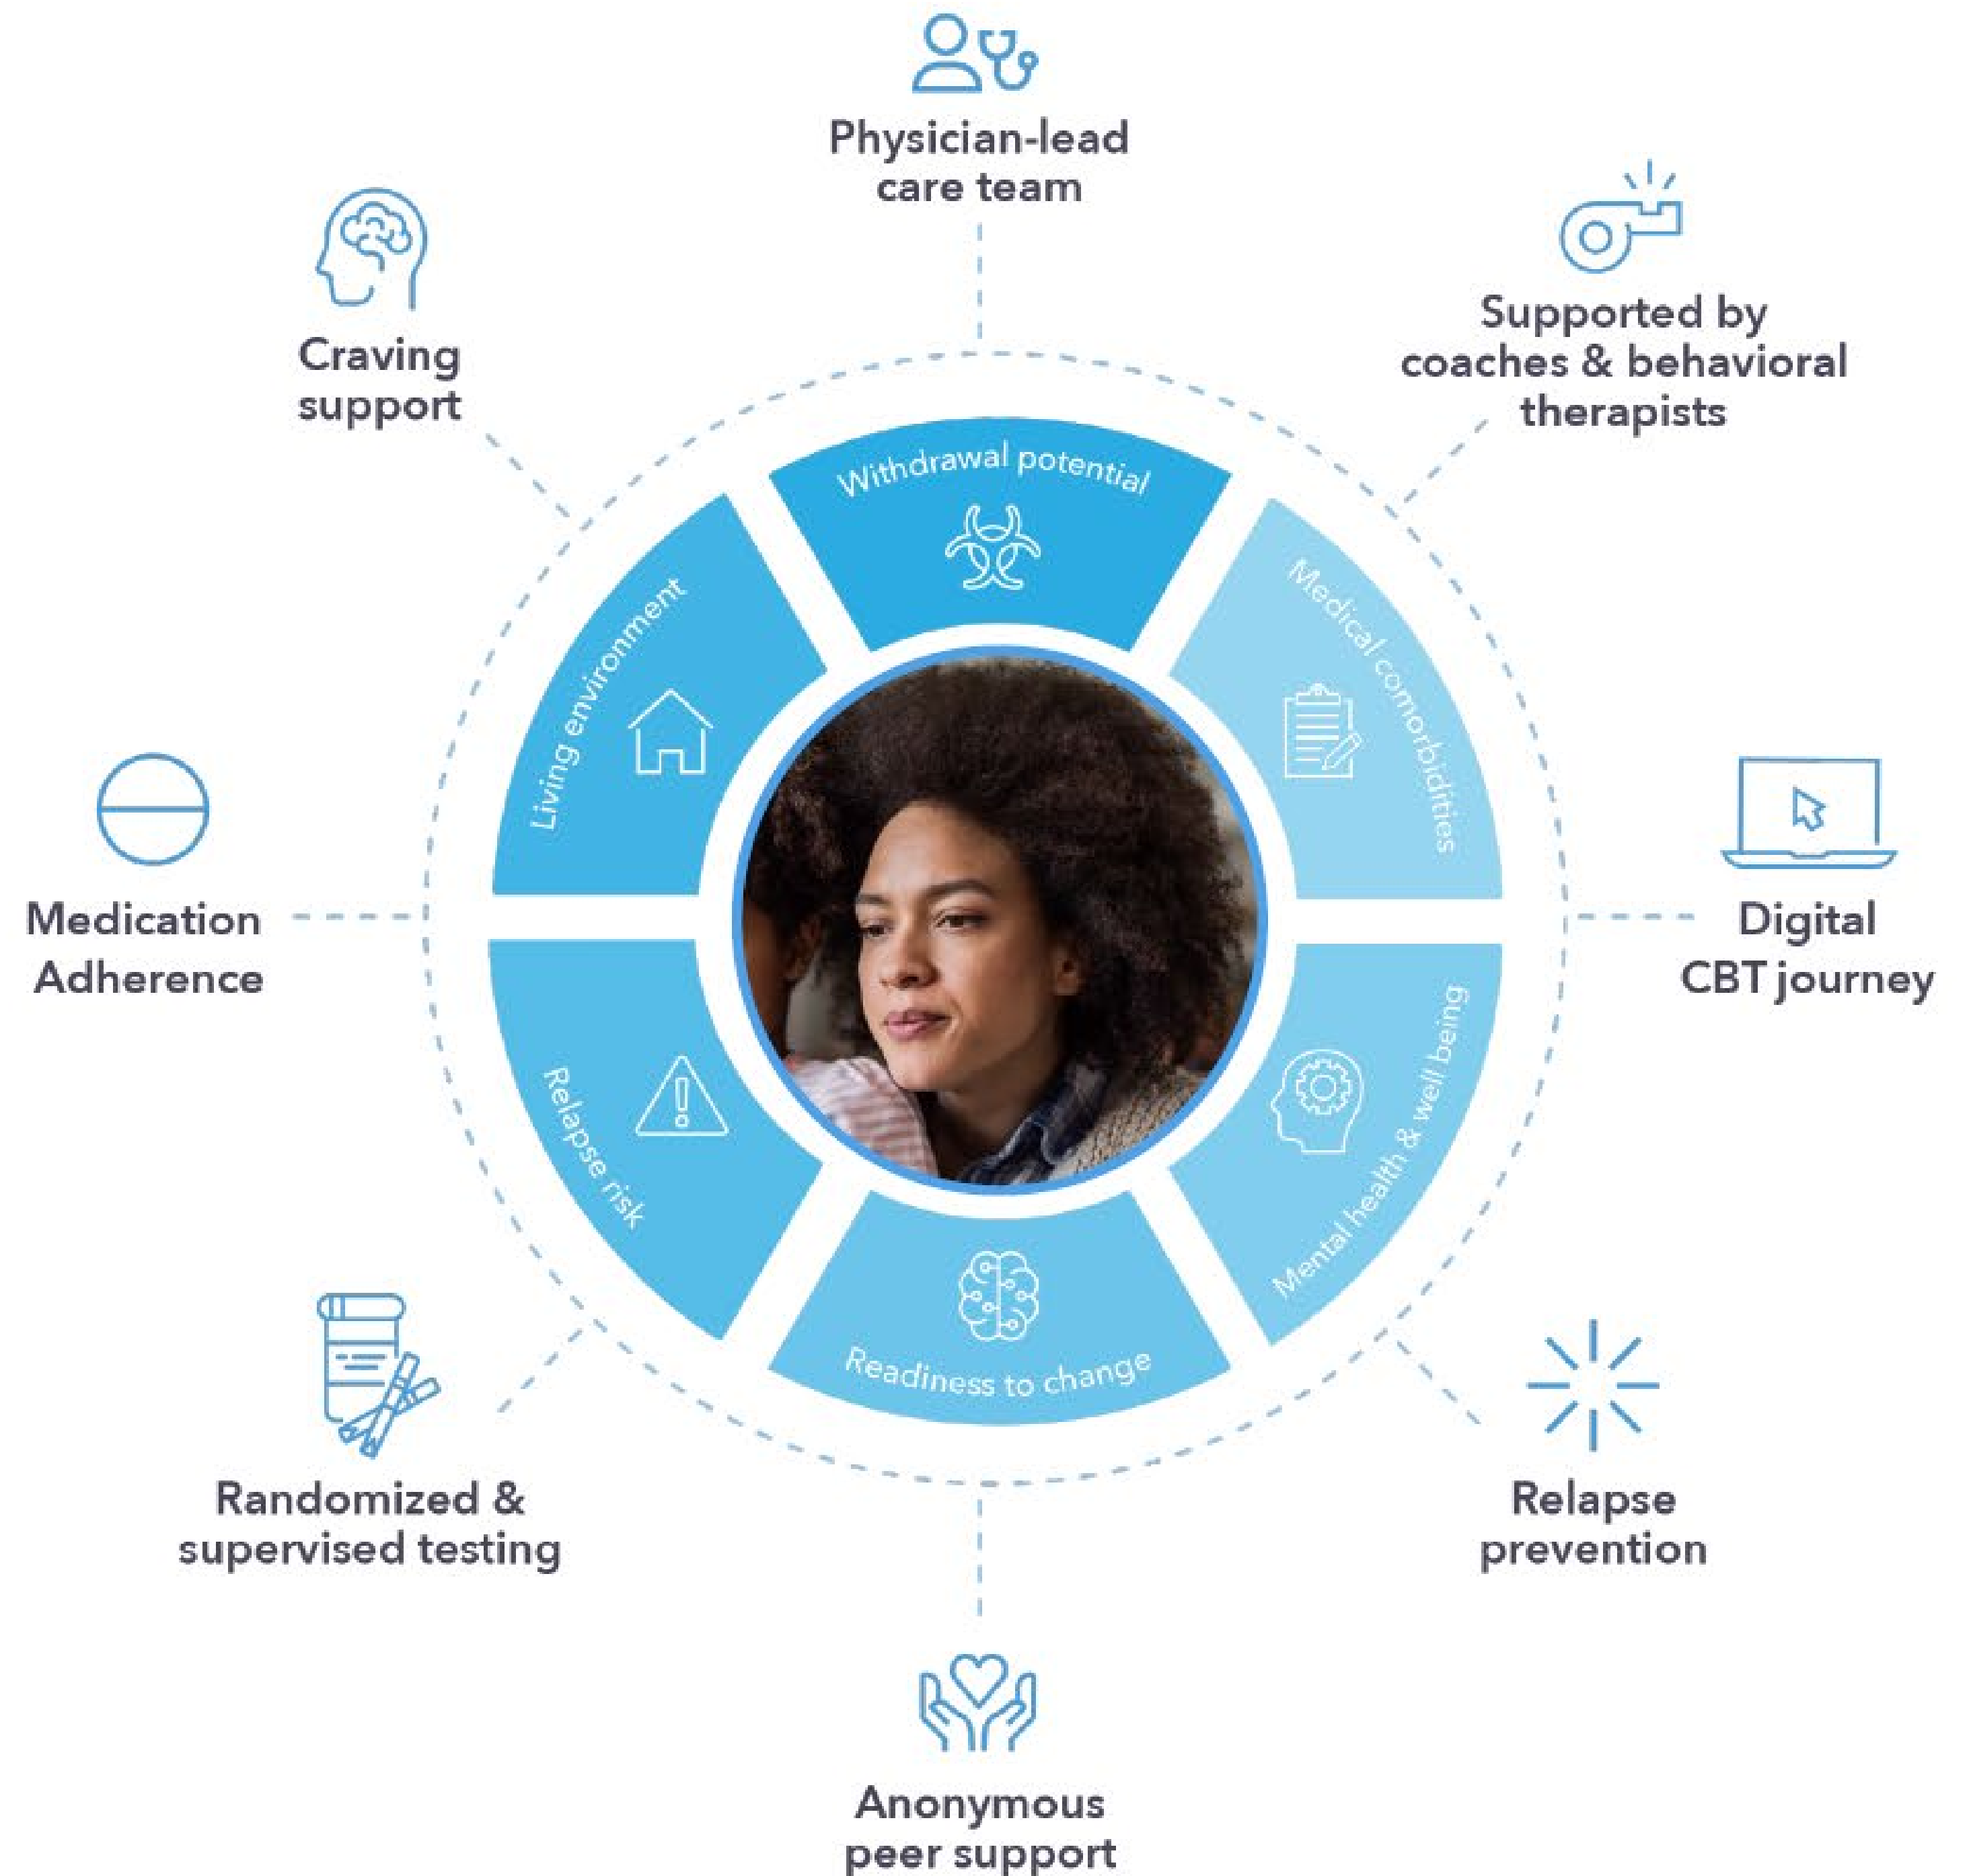 Physician-lead
care team
Supported by
coaches & behavioral
therapists
Craving
support
Withdrawal potential
Living environment
Medical comorbidities
Medication
Adherence
Digital
CBT journey
Relapse risk
Mental health & well being
Readiness to change
Randomized &
supervised testing
Relapse
prevention
Anonymous
peer support